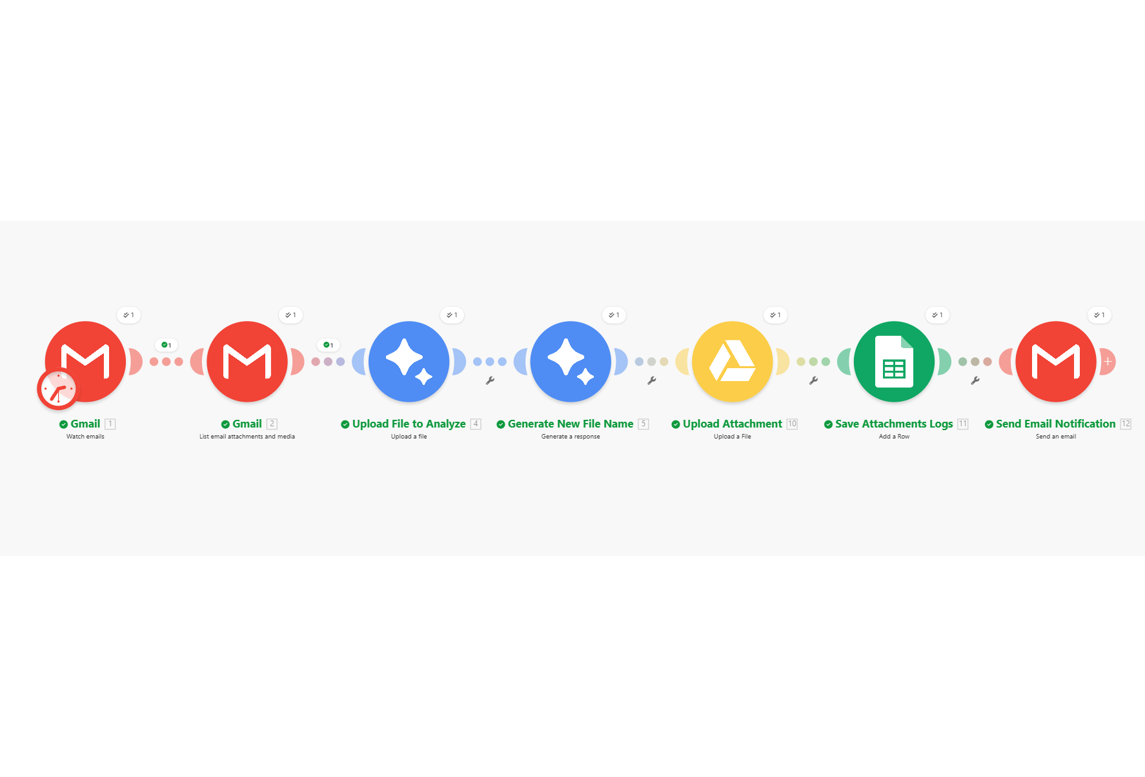 1
1
1
1
1
1
1
1
1
Gmail 1
Watch emails
Gmail 2
List email attachments and media
Upload File to Analyze 4
Upload a file
Generate New File Name 5
Generate a response
Upload Attachment 10
Upload a File
Save Attachments Logs 11
Add a Row
Send Email Notification 12
Send an email